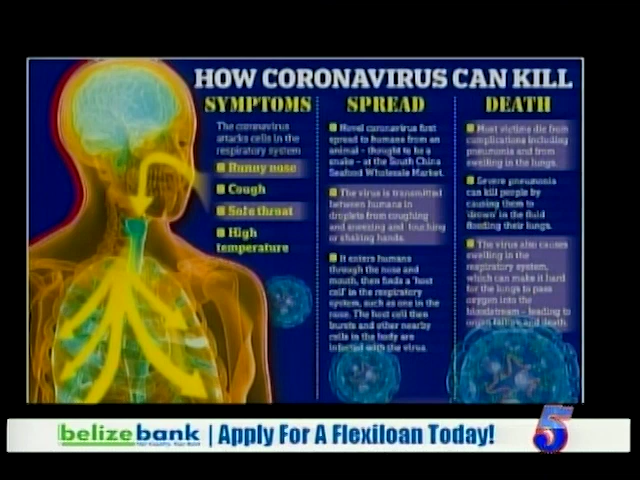 HOW CORONAVIRUS CAN KILL
SYMPTOMS
The coronavirus
attacks cells in the
respiratory system
Runny nose
Cough
Sore throat
High
temperature
SPREAD
Novel coronavirus first
spread to humans from an
animal – thought to be a
snake – at the South China
Seafood Wholesale Market.
The virus is transmitted
between humans in
droplets from coughing
and sneezing and touching
or shaking hands.
It enters humans
through the nose and
mouth, then finds a 'host
cell' in the respiratory
system, such as one in the
nose. The host cell then
bursts and other nearby
cells in the body are
infected with the virus.
DEATH
Most victims die from
complications including
pneumonia and from
swelling in the lungs.
Severe pneumonia
can kill people by
causing them to
'drown' in the fluid
flooding their lungs.
The virus also causes
swelling in the
respiratory system,
which can make it hard
for the lungs to pass
oxygen into the
bloodstream – leading to
organ failure and death.
belizebank | Apply For A Flexiloan Today!
5